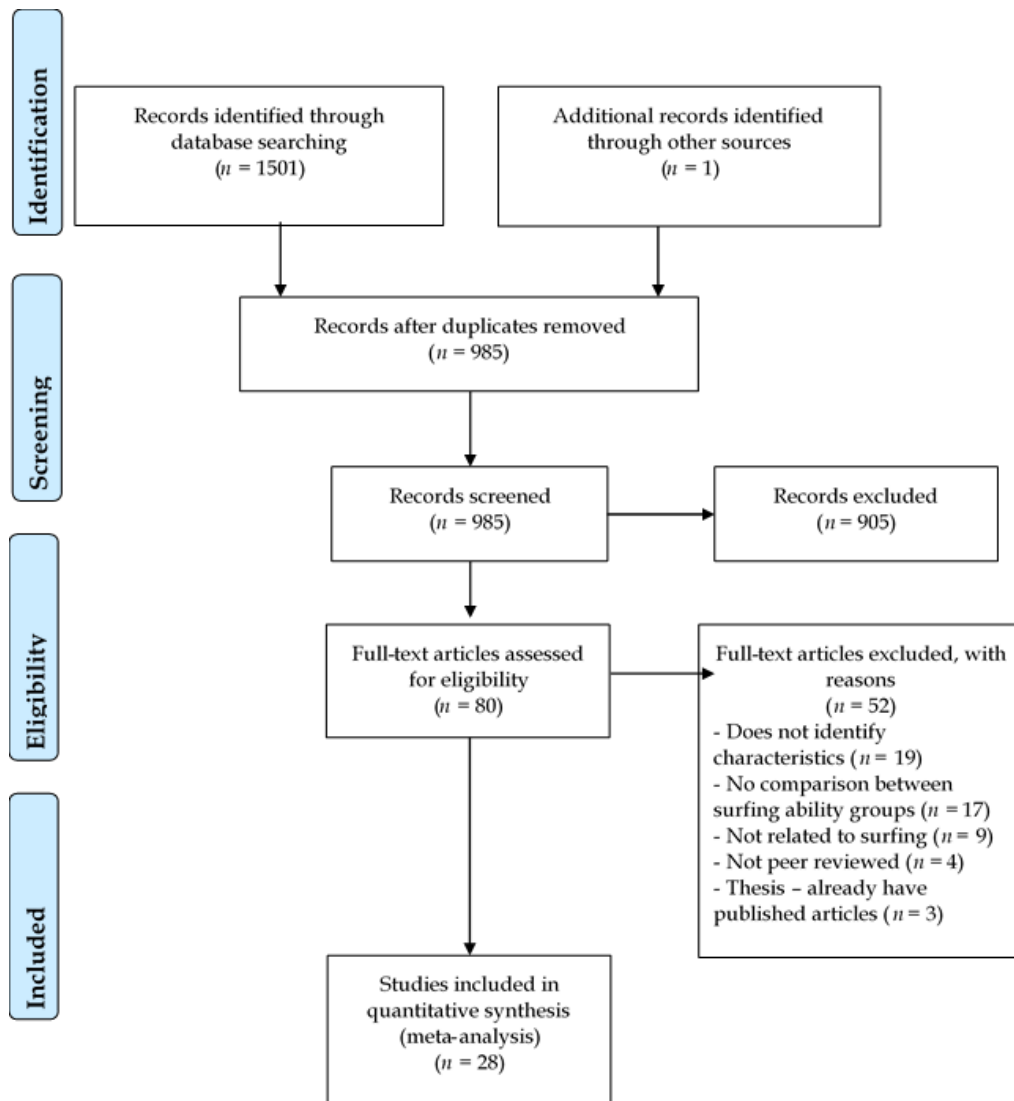 Identification
Records identified through
database searching
(n = 1501)
Additional records identified
through other sources
(n = 1)
Screening
Records after duplicates removed
(n = 985)
Records screened
(n = 985)
Records excluded
(n = 905)
Eligibility
Full-text articles assessed
for eligibility
(n = 80)
Full-text articles excluded, with
reasons
(n = 52)
- Does not identify
characteristics (n = 19)
- No comparison between
surfing ability groups (n = 17)
- Not related to surfing (n = 9)
- Not peer reviewed (n = 4)
- Thesis – already have
published articles (n = 3)
Included
Studies included in
quantitative synthesis
(meta-analysis)
(n = 28)